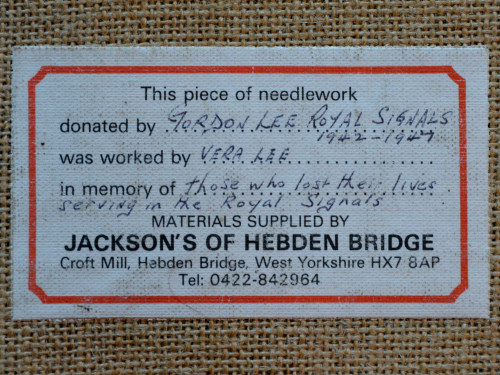 This piece of needlework
donated by GORDON LEE ROYAL SIGNALS
1942-1947
was worked by VERA LEE
in memory of those who lost their lives
serving in the Royal Signals
MATERIALS SUPPLIED BY
JACKSON'S OF HEBDEN BRIDGE
Croft Mill, Hebden Bridge, West Yorkshire HX7 8AP
Tel: 0422-842964